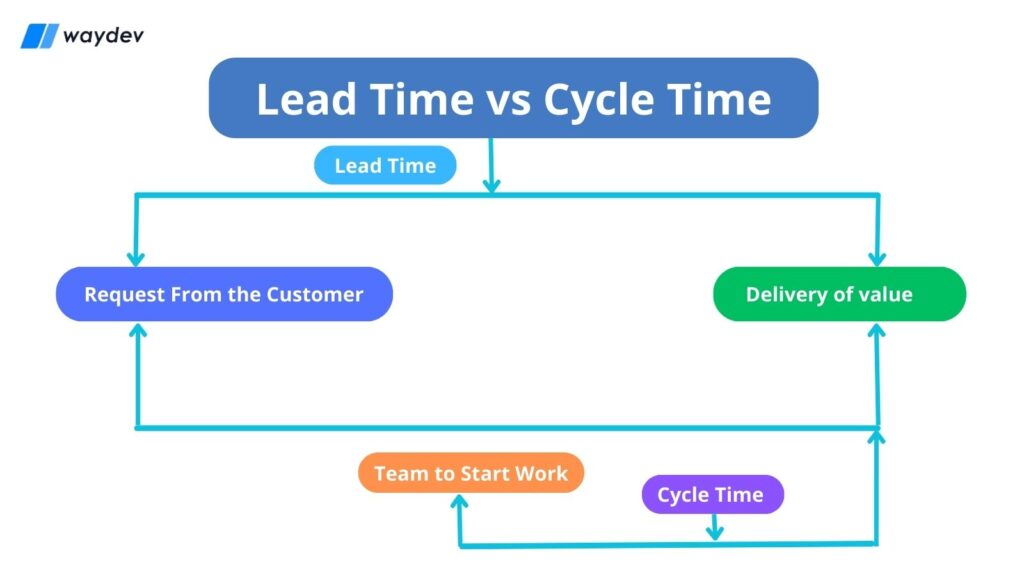 waydev
Lead Time vs Cycle Time
Lead Time
Request From the Customer
Delivery of value
Team to Start Work
Cycle Time